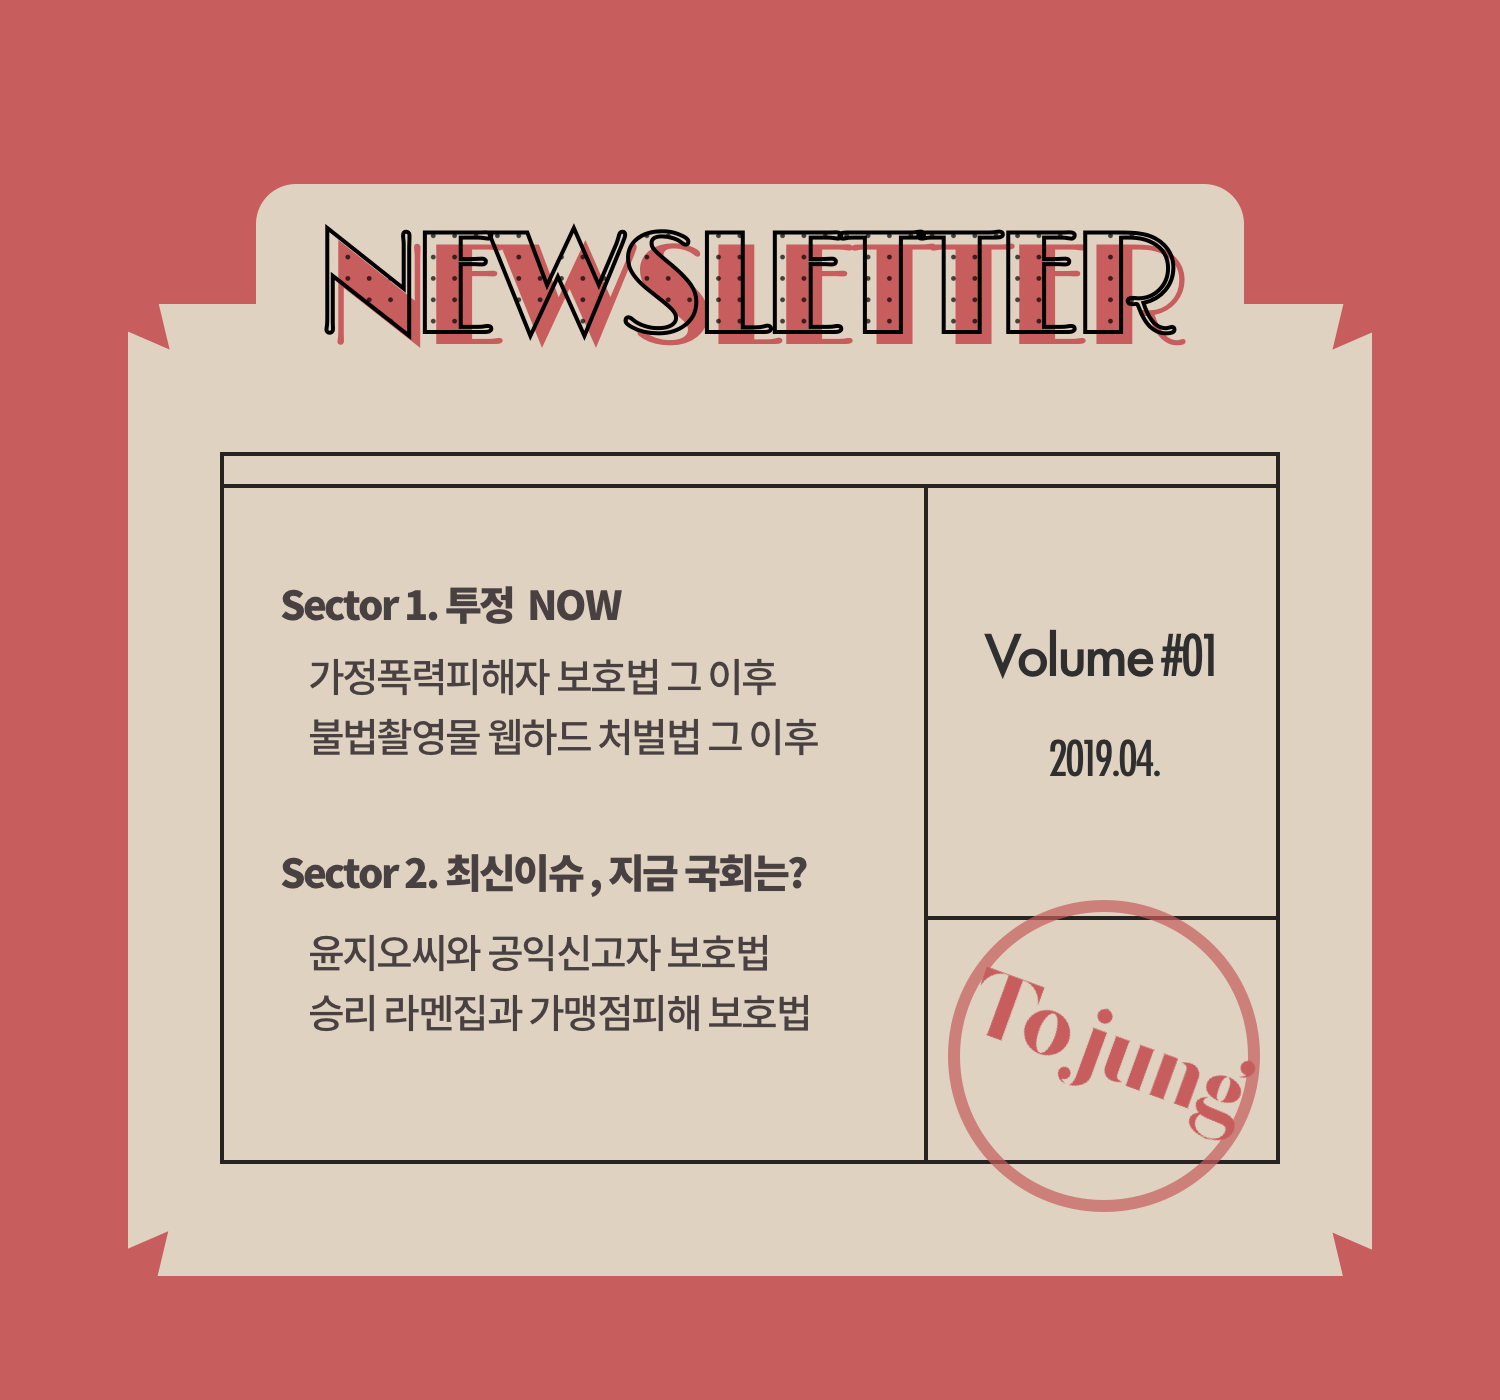 NEWSLETTER
Sector 1. 투정 NOW
가정폭력피해자 보호법 그 이후
불법촬영물 웹하드 처벌법 그 이후
Sector 2. 최신이슈 , 지금 국회는?
윤지오씨와 공익신고자 보호법
승리 라멘집과 가맹점피해 보호법
Volume #01
2019.04.
Tojung